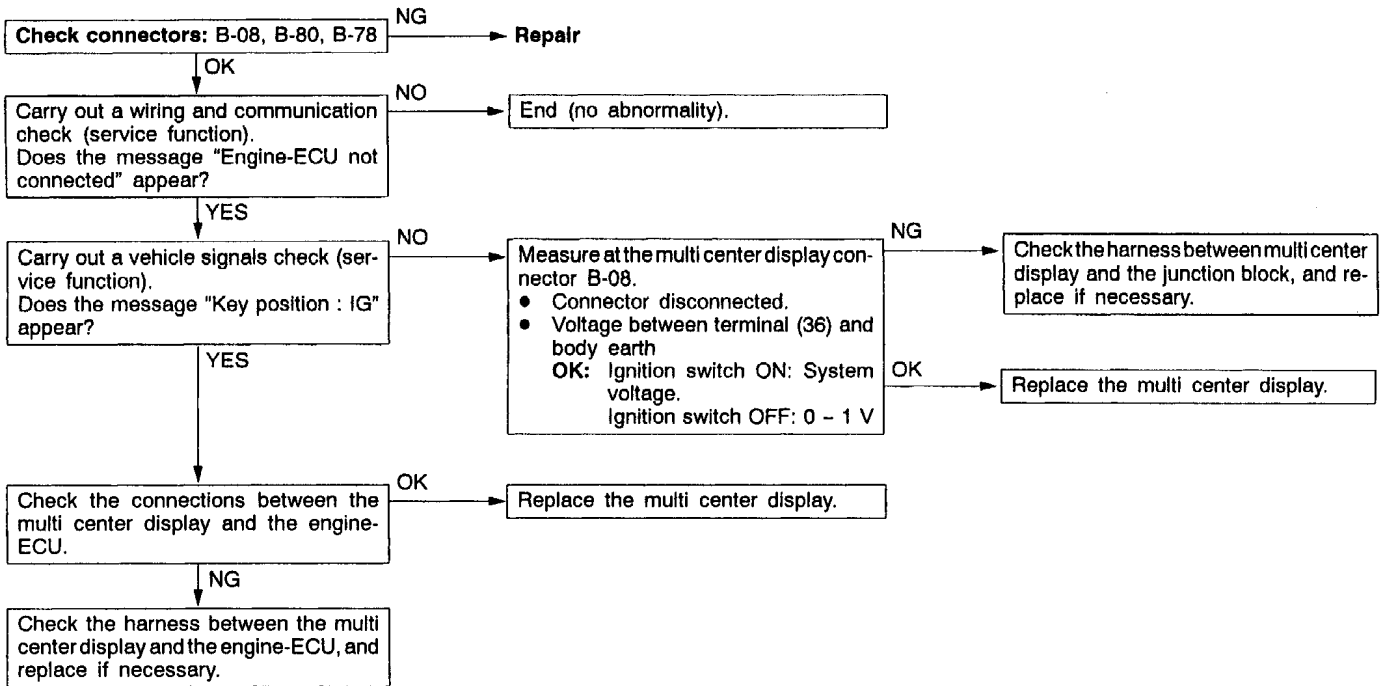 NG
Check connectors: B-08, B-80, B-78
Repair
OK
Carry out a wiring and communication
check (service function).
Does the message "Engine-ECU not
connected" appear?
NO
End (no abnormality).
YES
Carry out a vehicle signals check (ser-
vice function).
Does the message "Key position : IG"
appear?
NO
Measure at the multi center display con-
nector B-08.
● Connector disconnected.
● Voltage between terminal (36) and
body earth
OK: Ignition switch ON: System
voltage.
Ignition switch OFF: 0 – 1 V
NG
Check the harness between multi center
display and the junction block, and re-
place if necessary.
OK
Replace the multi center display.
YES
Check the connections between the
multi center display and the engine-
ECU.
OK
Replace the multi center display.
NG
Check the harness between the multi
center display and the engine-ECU, and
replace if necessary.